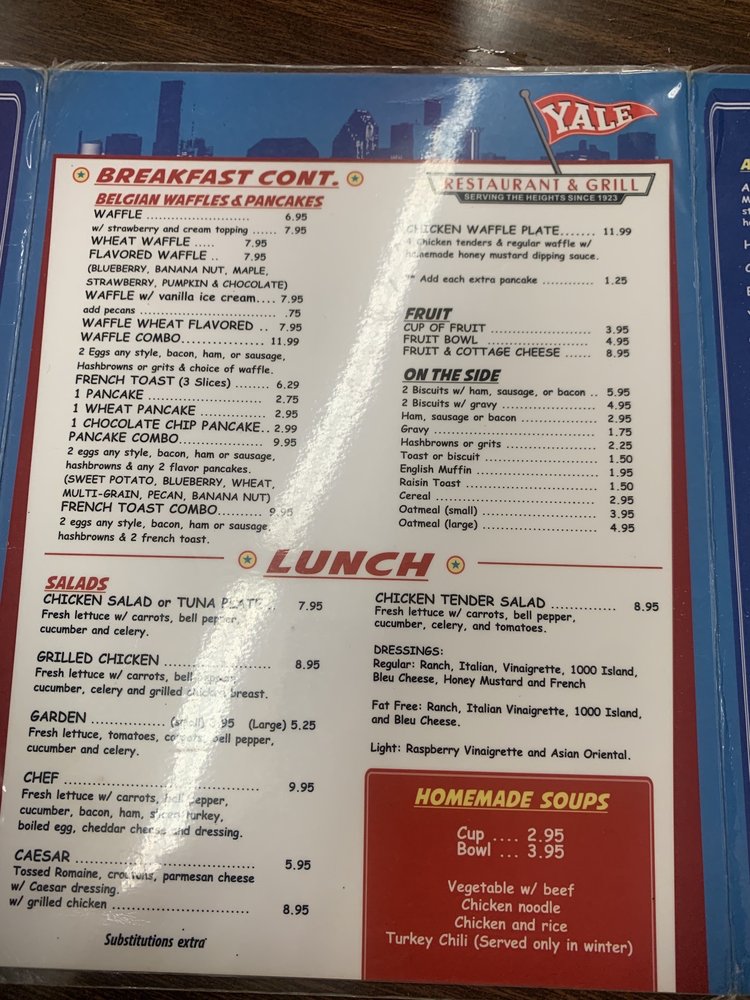 YALE
RESTAURANT & GRILL
SERVING THE HEIGHTS SINCE 1923
BREAKFAST CONT.
BELGIAN WAFFLES & PANCAKES
WAFFLE .......................... 6.95
w/ strawberry and cream topping ...... 7.95
WHEAT WAFFLE ..... 7.95
FLAVORED WAFFLE .. 7.95
(BLUEBERRY, BANANA NUT, MAPLE,
STRAWBERRY, PUMPKIN & CHOCOLATE)
WAFFLE w/ vanilla ice cream.... 7.95
add pecans .............................. .75
WAFFLE WHEAT FLAVORED .. 7.95
WAFFLE COMBO................. 11.99
2 Eggs any style, bacon, ham, or sausage,
Hashbrowns or grits & choice of waffle.
FRENCH TOAST (3 Slices) ........ 6.29
1 PANCAKE ......................... 2.75
1 WHEAT PANCAKE ............... 2.95
1 CHOCOLATE CHIP PANCAKE.. 2.99
PANCAKE COMBO................. 9.95
2 eggs any style, bacon, ham or sausage,
hashbrowns & any 2 flavor pancakes.
(SWEET POTATO, BLUEBERRY, WHEAT,
MULTI-GRAIN, PECAN, BANANA NUT)
FRENCH TOAST COMBO......... 9.95
2 eggs any style, bacon, ham or sausage,
hashbrowns & 2 french toast.
CHICKEN WAFFLE PLATE....... 11.99
4 Chicken tenders & regular waffle w/
homemade honey mustard dipping sauce.
** Add each extra pancake ............ 1.25
FRUIT
CUP OF FRUIT ......................... 3.95
FRUIT BOWL ........................... 4.95
FRUIT & COTTAGE CHEESE ...... 8.95
ON THE SIDE
2 Biscuits w/ ham, sausage, or bacon .. 5.95
2 Biscuits w/ gravy ........................ 4.95
Ham, sausage or bacon .................... 2.95
Gravy ......................................... 1.75
Hashbrowns or grits ........................ 2.25
Toast or biscuit ............................. 1.50
English Muffin ............................... 1.95
Raisin Toast .................................. 1.50
Cereal ......................................... 2.95
Oatmeal (small) .............................. 3.95
Oatmeal (large) .............................. 4.95
LUNCH
SALADS
CHICKEN SALAD or TUNA PLATE .. 7.95
Fresh lettuce w/ carrots, bell pepper,
cucumber and celery.
GRILLED CHICKEN ...................... 8.95
Fresh lettuce w/ carrots, bell pepper,
cucumber, celery and grilled chicken breast.
GARDEN ............... (small) 3.95 (Large) 5.25
Fresh lettuce, tomatoes, carrots, bell pepper,
cucumber and celery.
CHEF ............................................ 9.95
Fresh lettuce w/ carrots, bell pepper,
cucumber, bacon, ham, sliced turkey,
boiled egg, cheddar cheese and dressing.
CAESAR ........................................ 5.95
Tossed Romaine, croutons, parmesan cheese
w/ Caesar dressing.
w/ grilled chicken ........................... 8.95
Substitutions extra
CHICKEN TENDER SALAD .............. 8.95
Fresh lettuce w/ carrots, bell pepper,
cucumber, celery, and tomatoes.
DRESSINGS:
Regular: Ranch, Italian, Vinaigrette, 1000 Island,
Bleu Cheese, Honey Mustard and French
Fat Free: Ranch, Italian Vinaigrette, 1000 Island,
and Bleu Cheese.
Light: Raspberry Vinaigrette and Asian Oriental.
HOMEMADE SOUPS
Cup .... 2.95
Bowl ... 3.95
Vegetable w/ beef
Chicken noodle
Chicken and rice
Turkey Chili (Served only in winter)